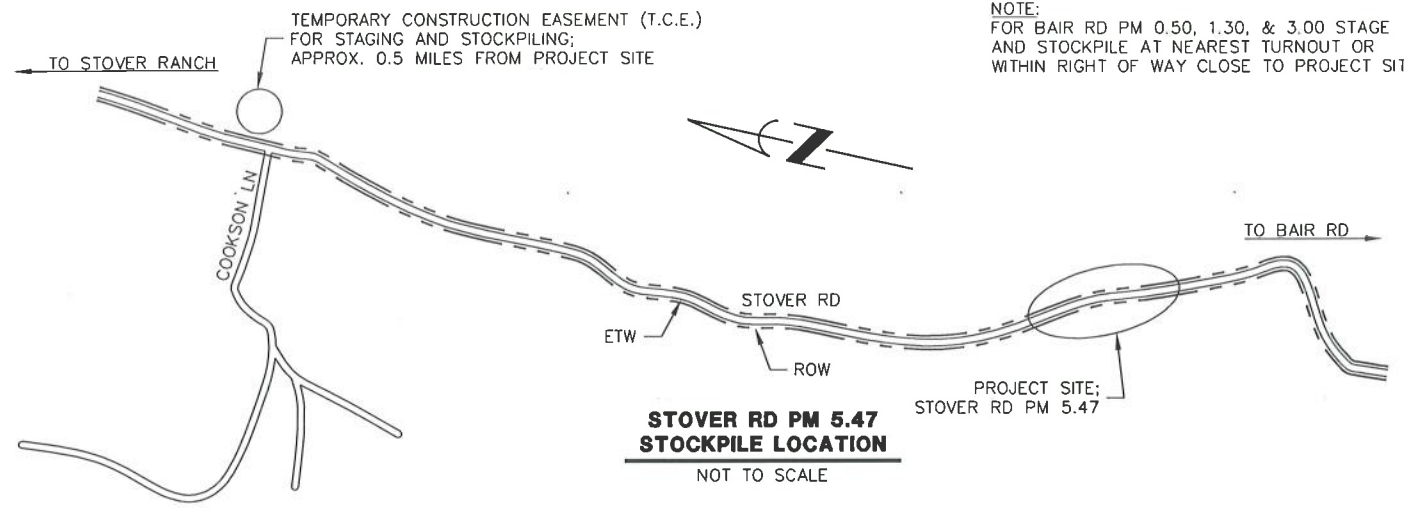 TEMPORARY CONSTRUCTION EASEMENT (T.C.E.)
FOR STAGING AND STOCKPILING;
APPROX. 0.5 MILES FROM PROJECT SITE
NOTE:
FOR BAIR RD PM 0.50, 1.30, & 3.00 STAGE
AND STOCKPILE AT NEAREST TURNOUT OR
WITHIN RIGHT OF WAY CLOSE TO PROJECT SIT
TO STOVER RANCH
N
COOKSON LN
TO BAIR RD
STOVER RD
ETW
ROW
PROJECT SITE;
STOVER RD PM 5.47
STOVER RD PM 5.47
STOCKPILE LOCATION
NOT TO SCALE